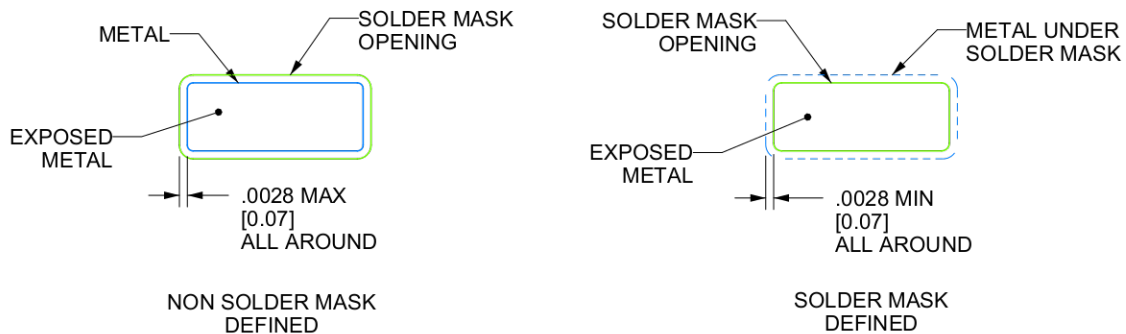 METAL
SOLDER MASK
OPENING
EXPOSED
METAL
.0028 MAX
[0.07]
ALL AROUND
NON SOLDER MASK
DEFINED
SOLDER MASK
OPENING
METAL UNDER
SOLDER MASK
EXPOSED
METAL
.0028 MIN
[0.07]
ALL AROUND
SOLDER MASK
DEFINED